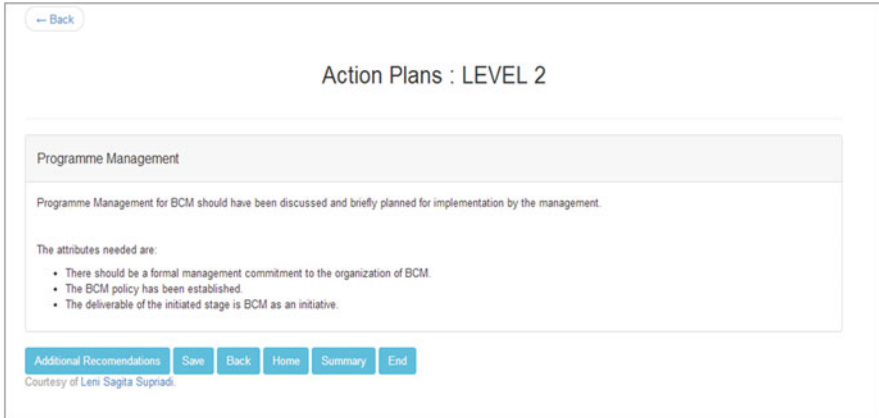 ← Back
Action Plans : LEVEL 2
Programme Management
Programme Management for BCM should have been discussed and briefly planned for implementation by the management.
The attributes needed are:
• There should be a formal management commitment to the organization of BCM.
• The BCM policy has been established.
• The deliverable of the initiated stage is BCM as an initiative.
Additional Recomendations Save Back Home Summary End
Courtesy of Leni Sagita Supriadi.